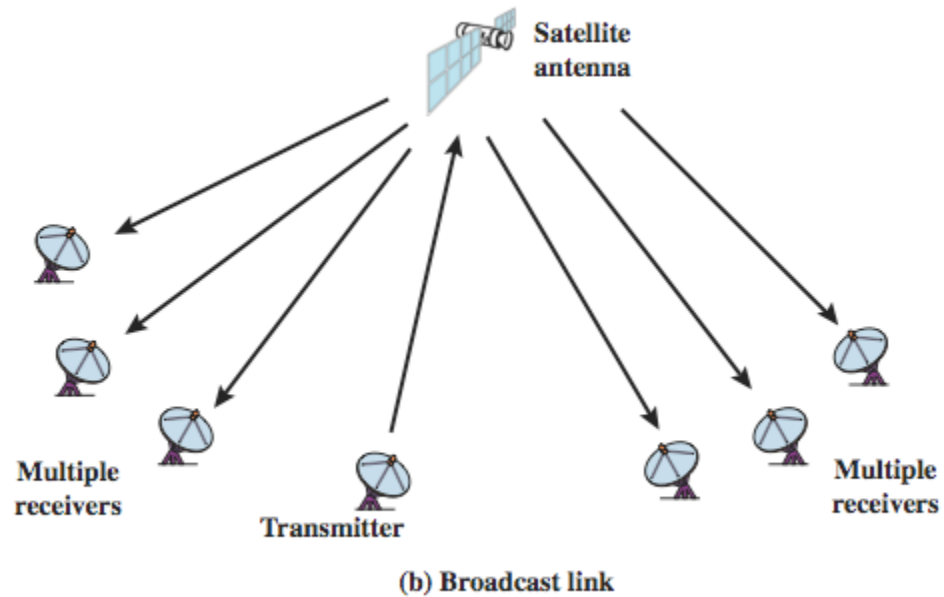 Satellite
antenna
Multiple
receivers
Transmitter
Multiple
receivers
(b) Broadcast link